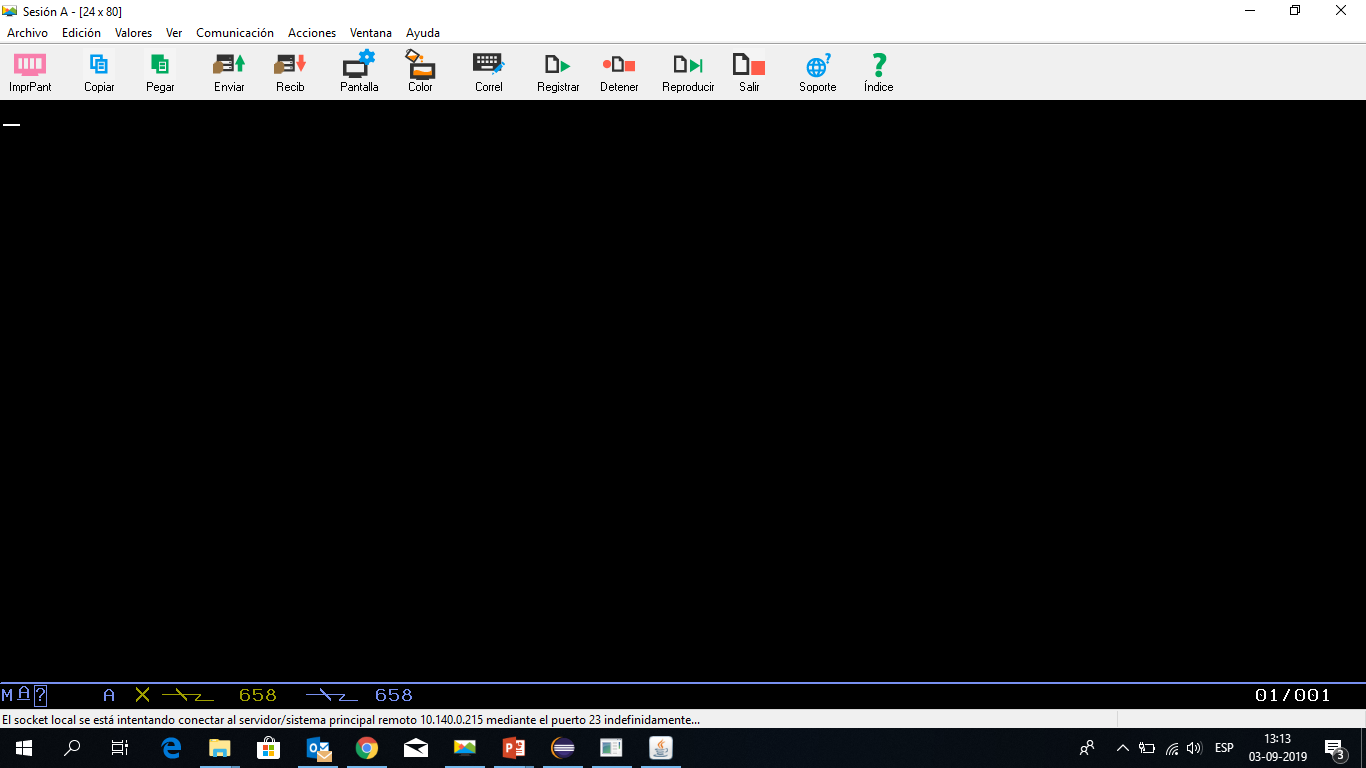 Sesión A - [24 x 80]
Archivo Edición Valores Ver Comunicación Acciones Ventana Ayuda
ImprPant Copiar Pegar Enviar Recib Pantalla Color Correl Registrar Detener Reproducir Salir Soporte Índice
M A ? A X 658 658 01/001
El socket local se está intentando conectar al servidor/sistema principal remoto 10.140.0.215 mediante el puerto 23 indefinidamente...
ESP 13:13
03-09-2019 3